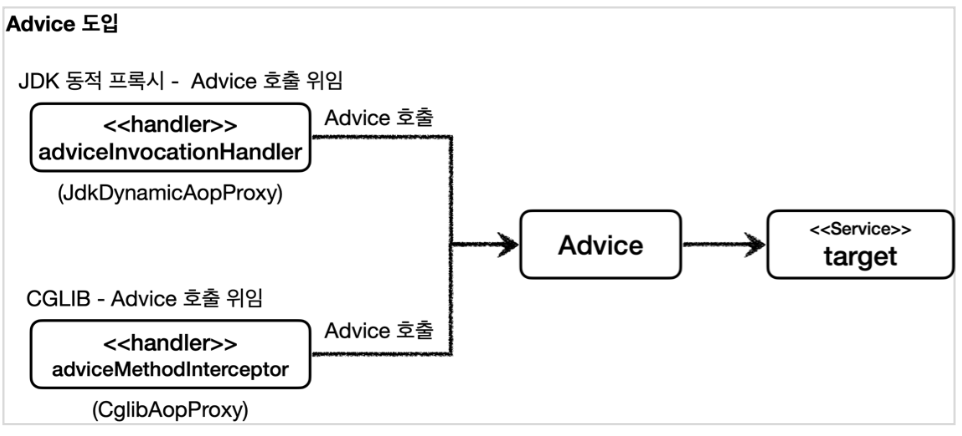 Advice 도입
JDK 동적 프록시 - Advice 호출 위임
<<handler>>
adviceInvocationHandler
(JdkDynamicAopProxy)
Advice 호출
CGLIB - Advice 호출 위임
<<handler>>
adviceMethodInterceptor
(CglibAopProxy)
Advice 호출
Advice
<<Service>>
target